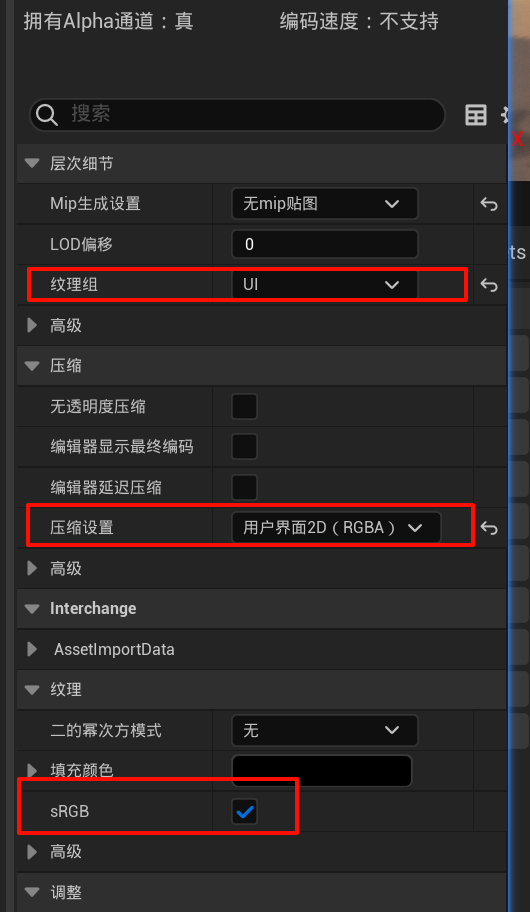 拥有Alpha通道：真 编码速度：不支持
搜索
X
层次细节
Mip生成设置 无mip贴图
LOD偏移 0
ts
纹理组 UI
高级
压缩
无透明度压缩
编辑器显示最终编码
编辑器延迟压缩
压缩设置 用户界面2D（RGBA）
高级
Interchange
AssetImportData
纹理
二的幂次方模式 无
填充颜色
sRGB
高级
调整